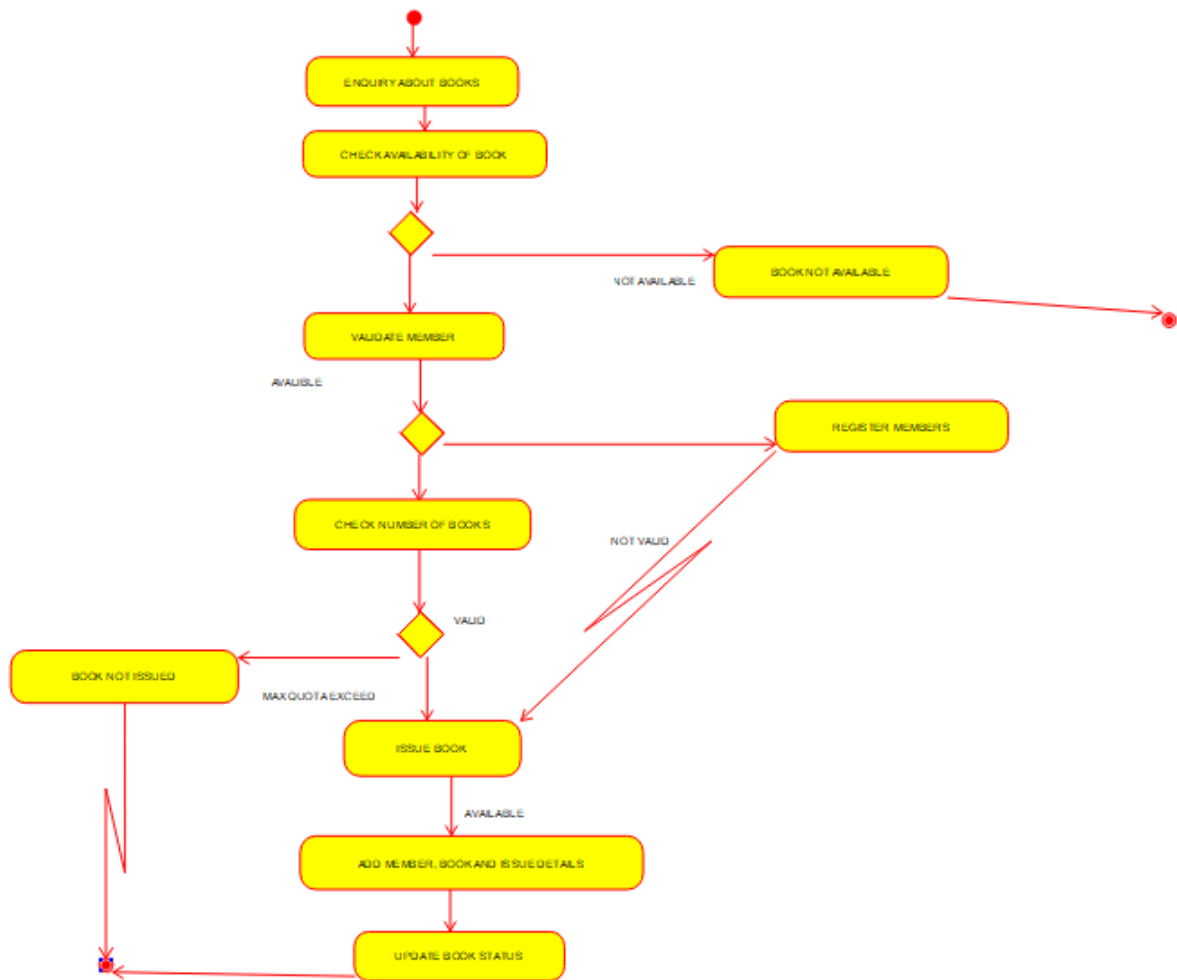 ENQUIRY ABOUT BOOKS
CHECK AVAILABILITY OF BOOK
BOOK NOT AVAILABLE
NOT AVAILABLE
VALIDATE MEMBER
AVALIBLE
REGISTER MEMBERS
CHECK NUMBER OF BOOKS
NOT VALID
VALID
BOOK NOT ISSUED
MAX QUOTA EXCEED
ISSUE BOOK
AVAILABLE
ADD MEMBER, BOOK AND ISSUE DETAILS
UPDATE BOOK STATUS